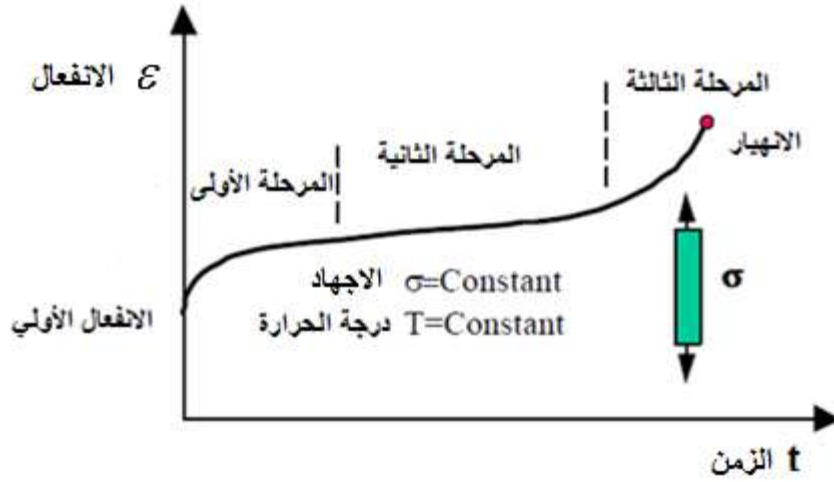 المرحلة الثالثة
الانفعال ε
الانهيار
المرحلة الثانية
المرحلة الأولى
σ
الاجهاد σ=Constant
الانفعال الأولي
درجة الحرارة T=Constant
الزمن t